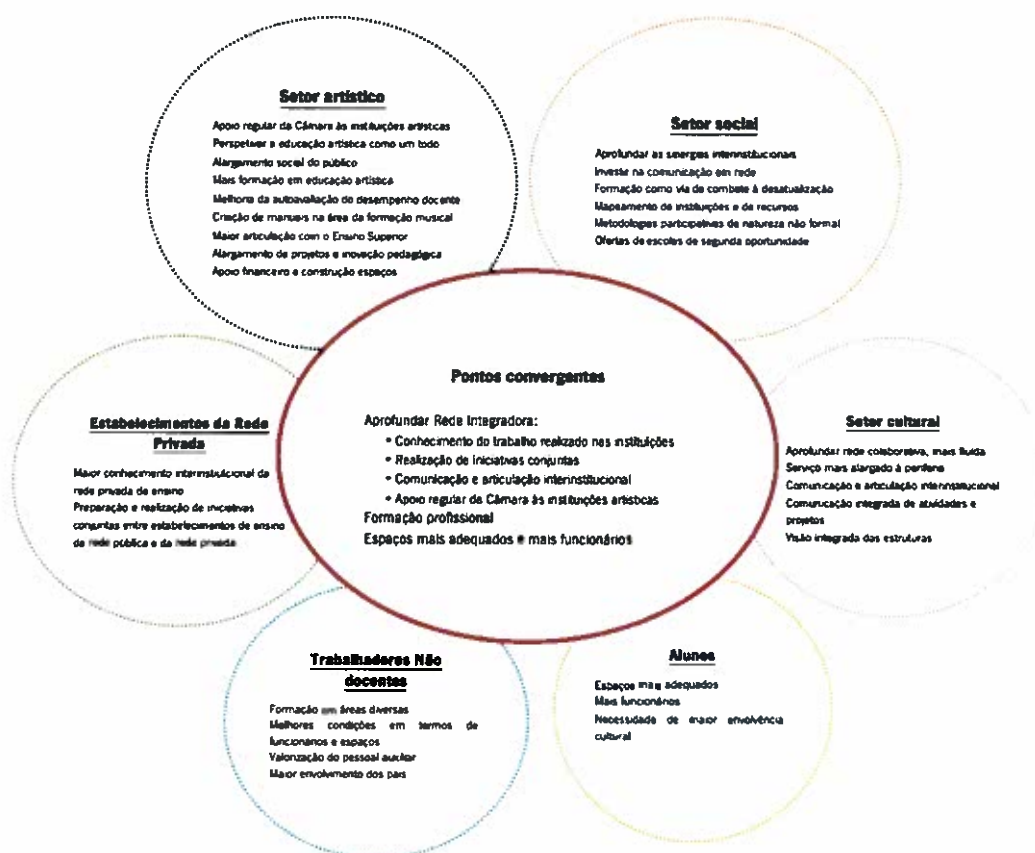 Setor artístico
Apoio regular da Câmara às instituições artísticas
Perspetivar a educação artística como um todo
Alargamento social do público
Mais formação em educação artística
Melhoria da autoavaliação do desempenho docente
Criação de manuais na área da formação musical
Maior articulação com o Ensino Superior
Alargamento de projetos e inovação pedagógica
Apoio financeiro e construção espaços
Setor social
Aprofundar as sinergias interinstitucionais
Investir na comunicação em rede
Formação como via de combate à desatualização
Mapeamento de instituições e de recursos
Metodologias participativas de natureza não formal
Ofertas de escolas de segunda oportunidade
Pontos convergentes
Aprofundar Rede Integradora:
• Conhecimento do trabalho realizado nas instituições
• Realização de iniciativas conjuntas
• Comunicação e articulação interinstitucional
• Apoio regular da Câmara às instituições artísticas
Formação profissional
Espaços mais adequados e mais funcionários
Estabelecimentos da Rede
Privada
Maior conhecimento interinstitucional da
rede privada de ensino
Preparação e realização de iniciativas
conjuntas entre estabelecimentos de ensino
da rede pública e da rede privada
Setor cultural
Aprofundar rede colaborativa, mais fluida
Serviço mais alargado à periferia
Comunicação e articulação interinstitucional
Comunicação integrada de atividades e
projetos
Visão integrada das estruturas
Trabalhadores Não
docentes
Formação em áreas diversas
Melhores condições em termos de
funcionários e espaços
Valorização do pessoal auxiliar
Maior envolvimento dos pais
Alunos
Espaços mais adequados
Mais funcionários
Necessidade de maior envolvência
cultural